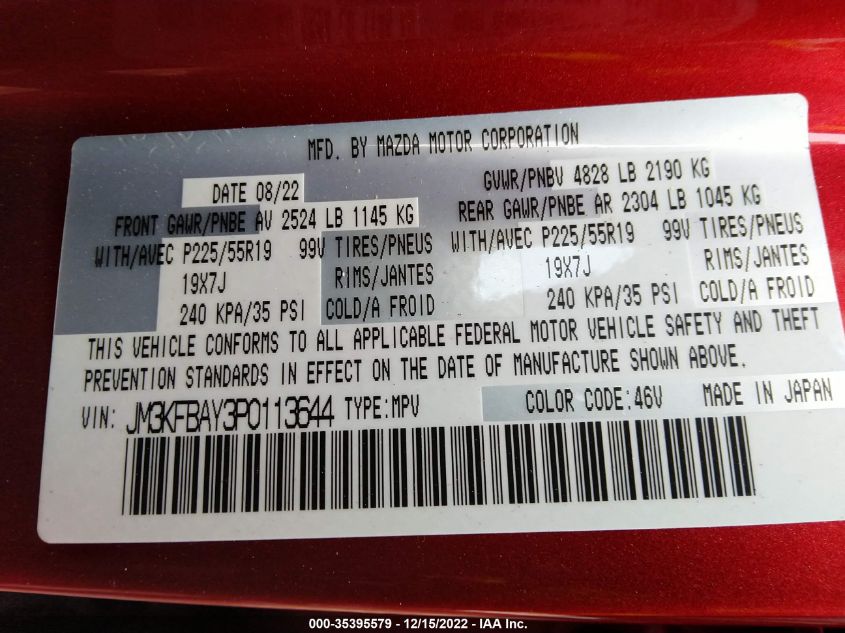 MFD. BY MAZDA MOTOR CORPORATION
DATE 08/22
GVWR/PNBV 4828 LB 2190 KG
FRONT GAWR/PNBE AV 2524 LB 1145 KG
REAR GAWR/PNBE AR 2304 LB 1045 KG
WITH/AVEC P225/55R19 99V TIRES/PNEUS
WITH/AVEC P225/55R19 99V TIRES/PNEUS
19X7J RIMS/JANTES
19X7J RIMS/JANTES
240 KPA/35 PSI COLD/A FROID
240 KPA/35 PSI COLD/A FROID
THIS VEHICLE CONFORMS TO ALL APPLICABLE FEDERAL MOTOR VEHICLE SAFETY AND THEFT
PREVENTION STANDARDS IN EFFECT ON THE DATE OF MANUFACTURE SHOWN ABOVE.
VIN: JM3KFBAY3P0113644 TYPE:MPV
COLOR CODE:46V MADE IN JAPAN
000-35395579 - 12/15/2022 - IAA Inc.